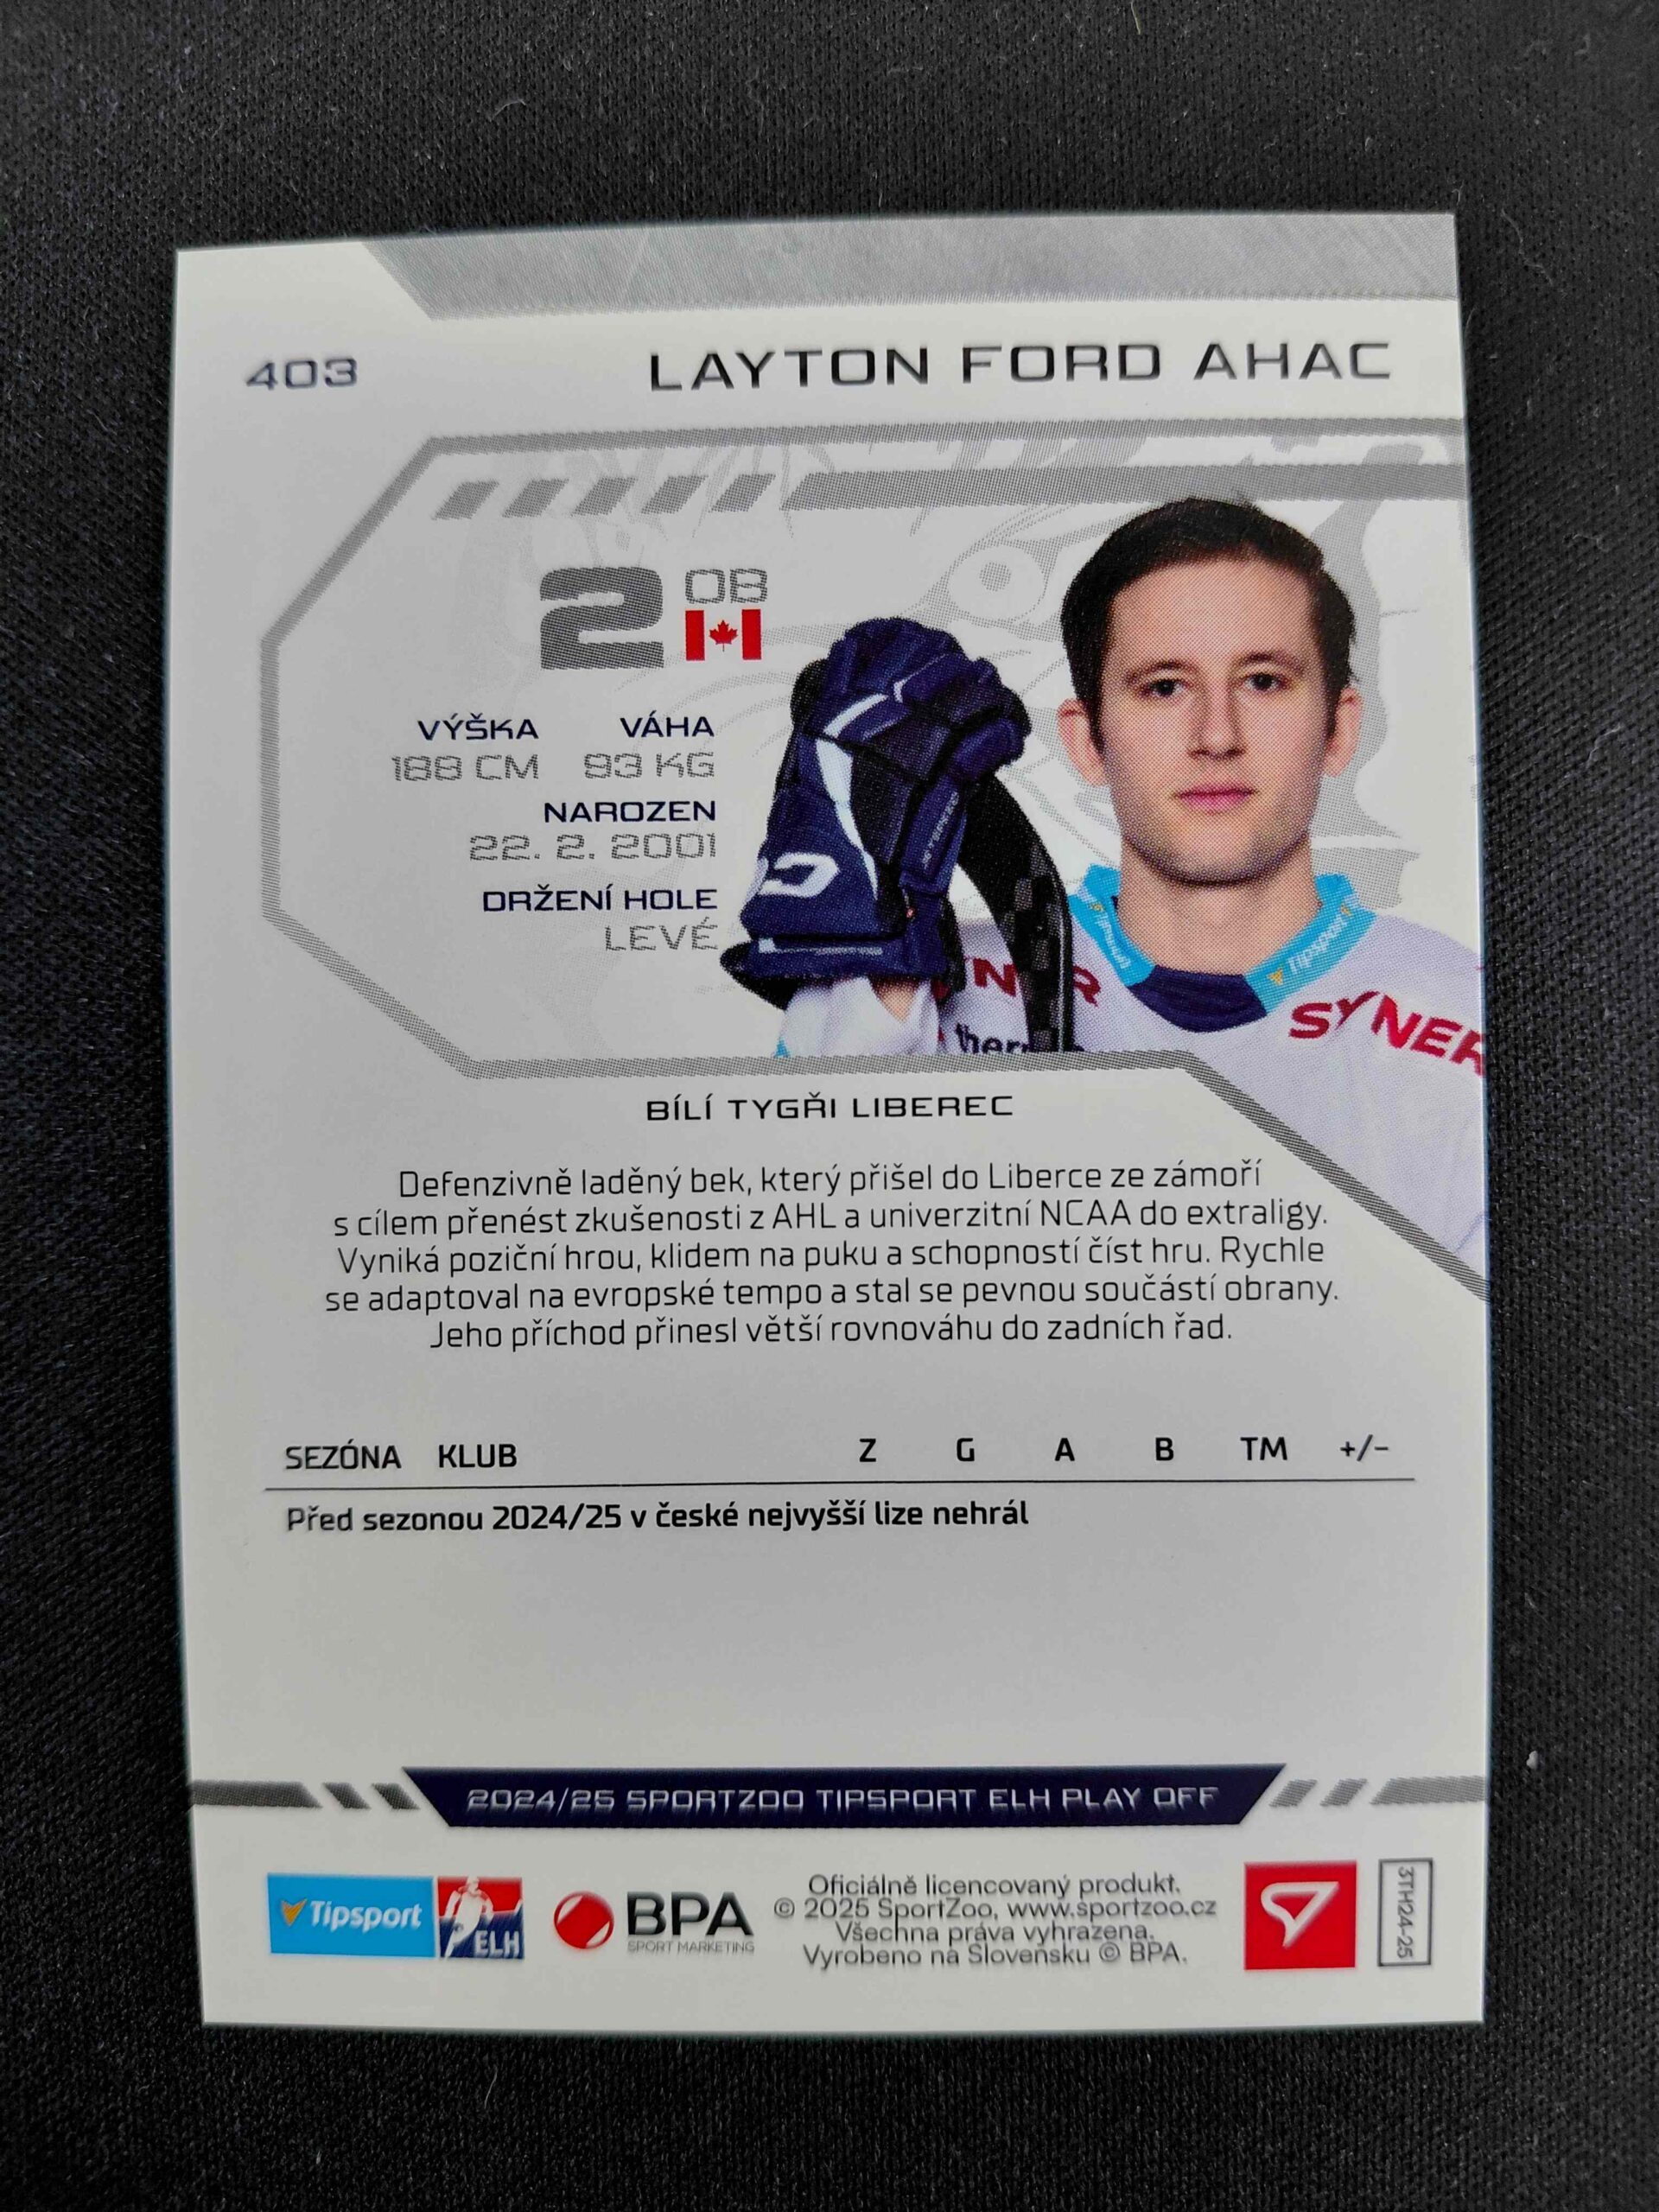 403
LAYTON FORD AHAC
2
OB
VÝŠKA VÁHA
188 CM 93 KG
NAROZEN
22. 2. 2001
DRŽENÍ HOLE
LEVÉ
Tipsport
SYNER
BÍLÍ TYGŘI LIBEREC
Defenzivně laděný bek, který přišel do Liberce ze zámoří
s cílem přenést zkušenosti z AHL a univerzitní NCAA do extraligy.
Vyniká poziční hrou, klidem na puku a schopností číst hru. Rychle
se adaptoval na evropské tempo a stal se pevnou součástí obrany.
Jeho příchod přinesl větší rovnováhu do zadních řad.
SEZÓNA KLUB Z G A B TM +/-
Před sezonou 2024/25 v české nejvyšší lize nehrál
2024/25 SPORTZOO TIPSPORT ELH PLAY OFF
Tipsport
ELH
BPA
SPORT MARKETING
Oficiálně licencovaný produkt.
© 2025 SportZoo, www.sportzoo.cz
Všechna práva vyhrazena.
Vyrobeno na Slovensku © BPA.
3TH24-25